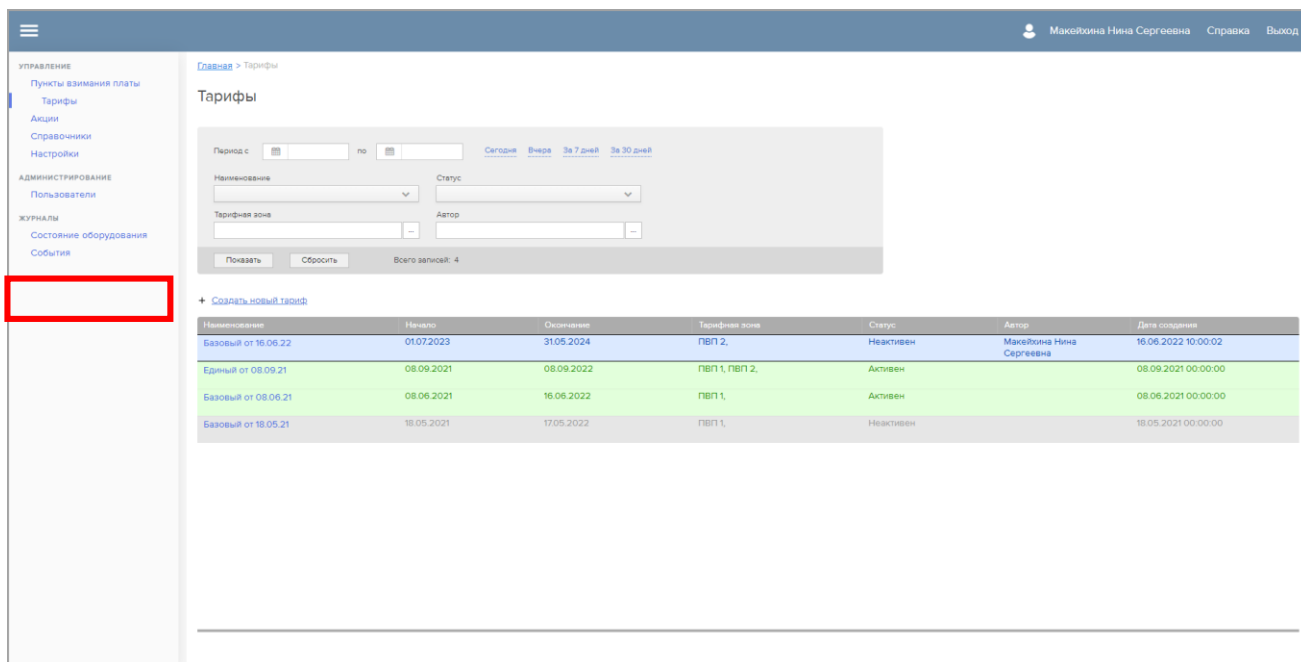 Макейхина Нина Сергеевна Справка Выход
УПРАВЛЕНИЕ
Пункты взимания платы
Тарифы
Акции
Справочники
Настройки
АДМИНИСТРИРОВАНИЕ
Пользователи
ЖУРНАЛЫ
Состояние оборудования
События
Главная > Тарифы
Тарифы
Период с по Сегодня Вчера За 7 дней За 30 дней
Наименование Статус
Тарифная зона Автор
... ...
Показать Сбросить Всего записей: 4
+ Создать новый тариф
Наименование Начало Окончание Тарифная зона Статус Автор Дата создания
Базовый от 16.06.22 01.07.2023 31.05.2024 ПВП 2, Неактивен Макейхина Нина Сергеевна 16.06.2022 10:00:02
Единый от 08.09.21 08.09.2021 08.09.2022 ПВП 1, ПВП 2, Активен 08.09.2021 00:00:00
Базовый от 08.06.21 08.06.2021 16.06.2022 ПВП 1, Активен 08.06.2021 00:00:00
Базовый от 18.05.21 18.05.2021 17.05.2022 ПВП 1, Неактивен 18.05.2021 00:00:00